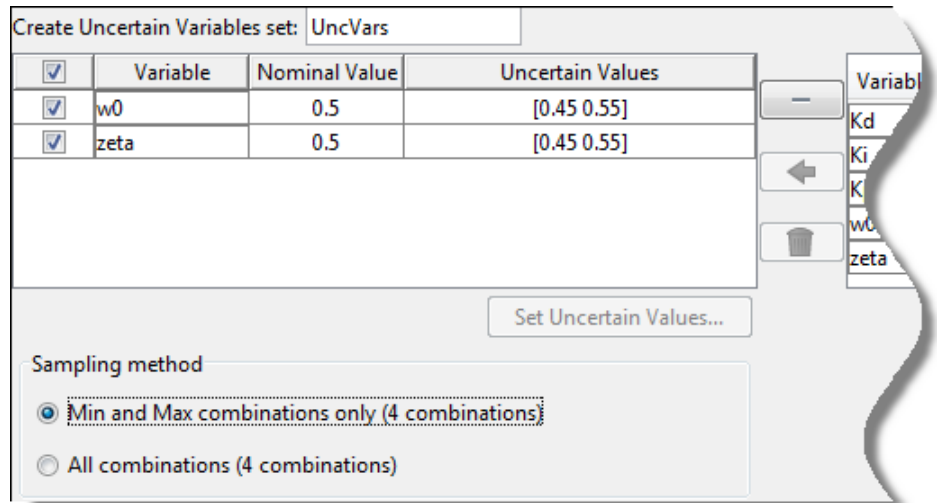 Create Uncertain Variables set: UncVars
Variable Nominal Value Uncertain Values
w0 0.5 [0.45 0.55]
zeta 0.5 [0.45 0.55]
Kd
Ki
w0
zeta
Set Uncertain Values...
Sampling method
Min and Max combinations only (4 combinations)
All combinations (4 combinations)